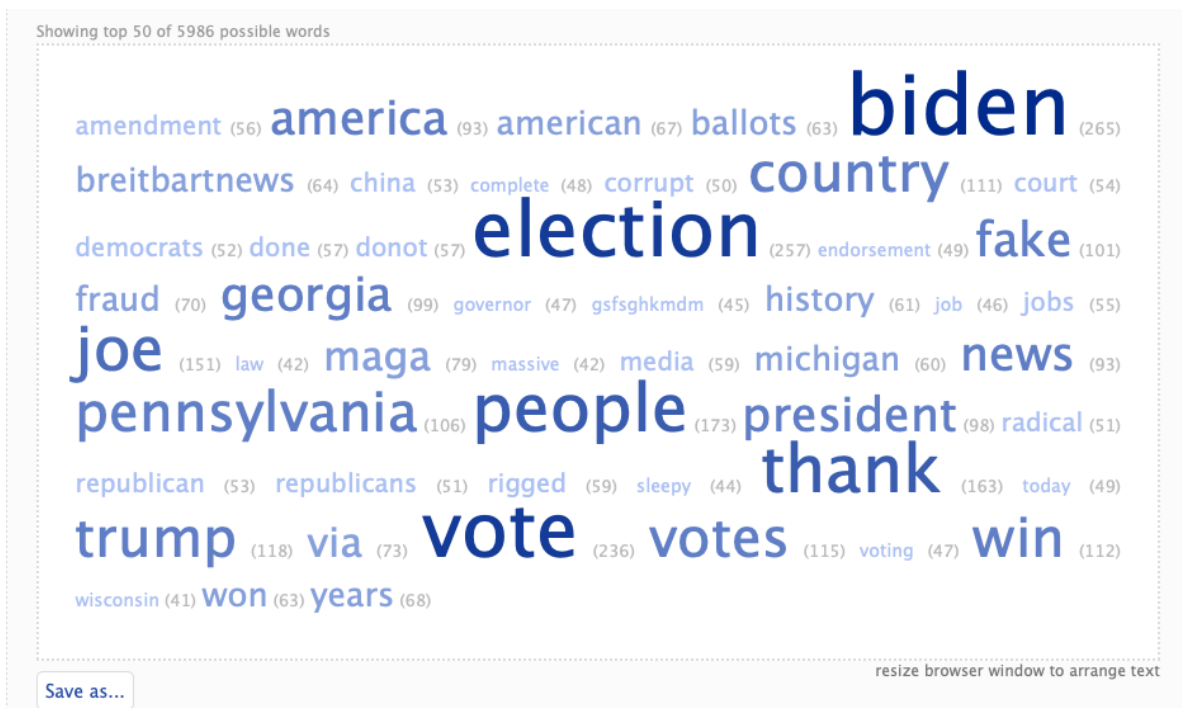 Showing top 50 of 5986 possible words
amendment (56) america (93) american (67) ballots (63) biden (265)
breitbartnews (64) china (53) complete (48) corrupt (50) country (111) court (54)
democrats (52) done (57) donot (57) election (257) endorsement (49) fake (101)
fraud (70) georgia (99) governor (47) gsfsghkmdm (45) history (61) job (46) jobs (55)
joe (151) law (42) maga (79) massive (42) media (59) michigan (60) news (93)
pennsylvania (106) people (173) president (98) radical (51)
republican (53) republicans (51) rigged (59) sleepy (44) thank (163) today (49)
trump (118) via (73) vote (236) votes (115) voting (47) win (112)
wisconsin (41) won (63) years (68)
resize browser window to arrange text
Save as...